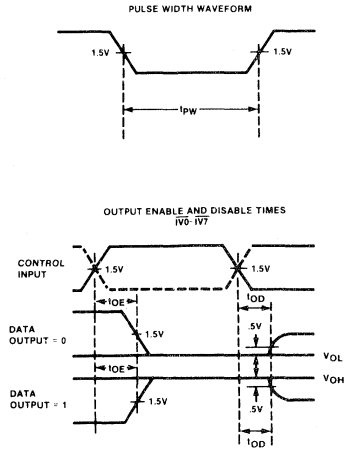 PULSE WIDTH WAVEFORM
1.5V
1.5V
tPW
OUTPUT ENABLE AND DISABLE TIMES
IV0-IV7
CONTROL
INPUT
1.5V
1.5V
tOE
tOD
DATA
OUTPUT = 0
1.5V
.5V
VOL
tOE
VOH
DATA
OUTPUT = 1
1.5V
.5V
tOD